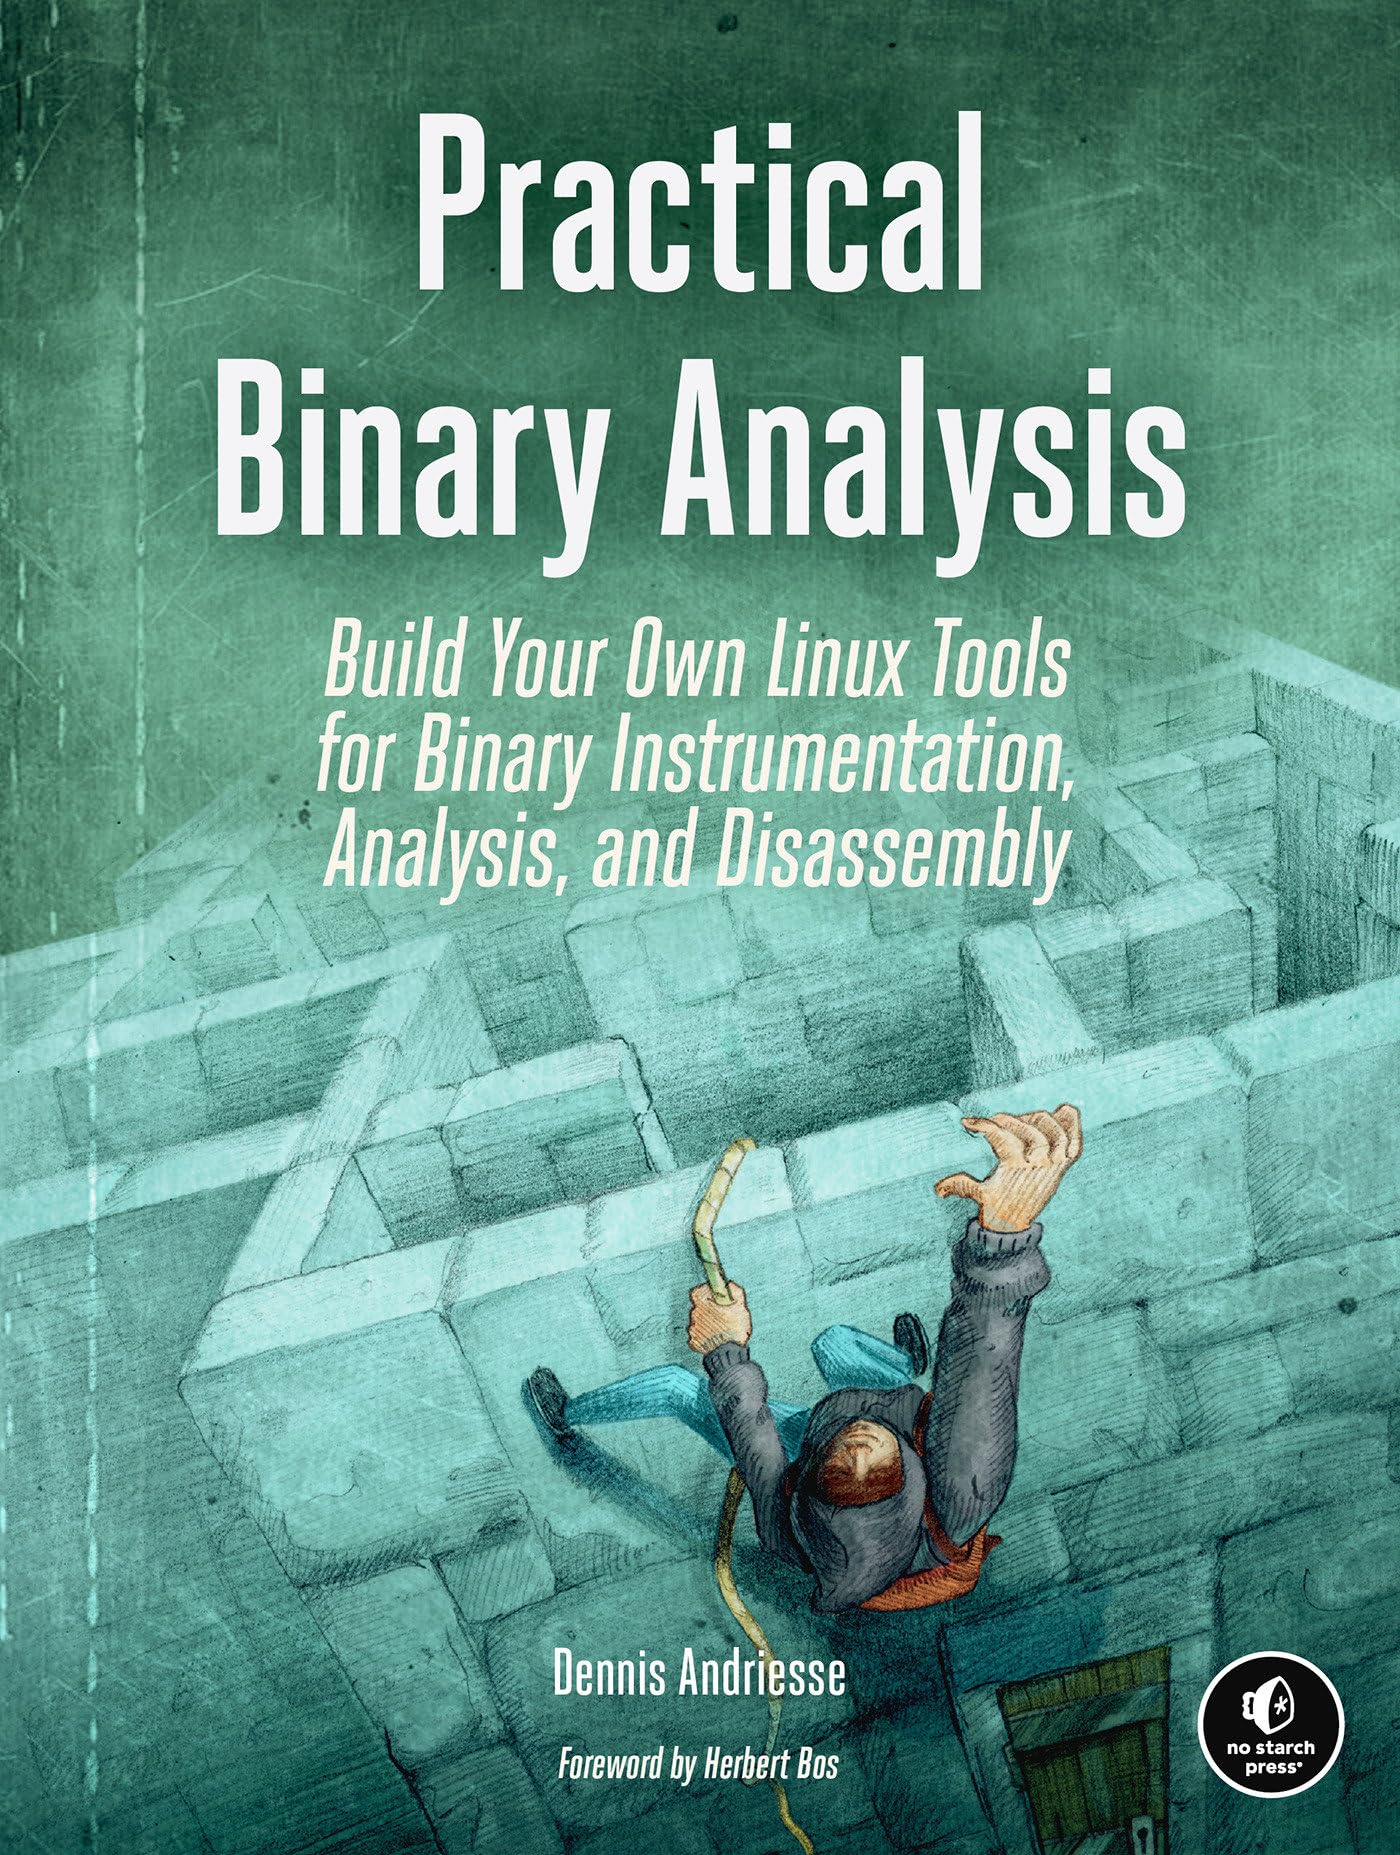 Practical
Binary Analysis
Build Your Own Linux Tools
for Binary Instrumentation,
Analysis, and Disassembly
Dennis Andriesse
Foreword by Herbert Bos
no starch
press®